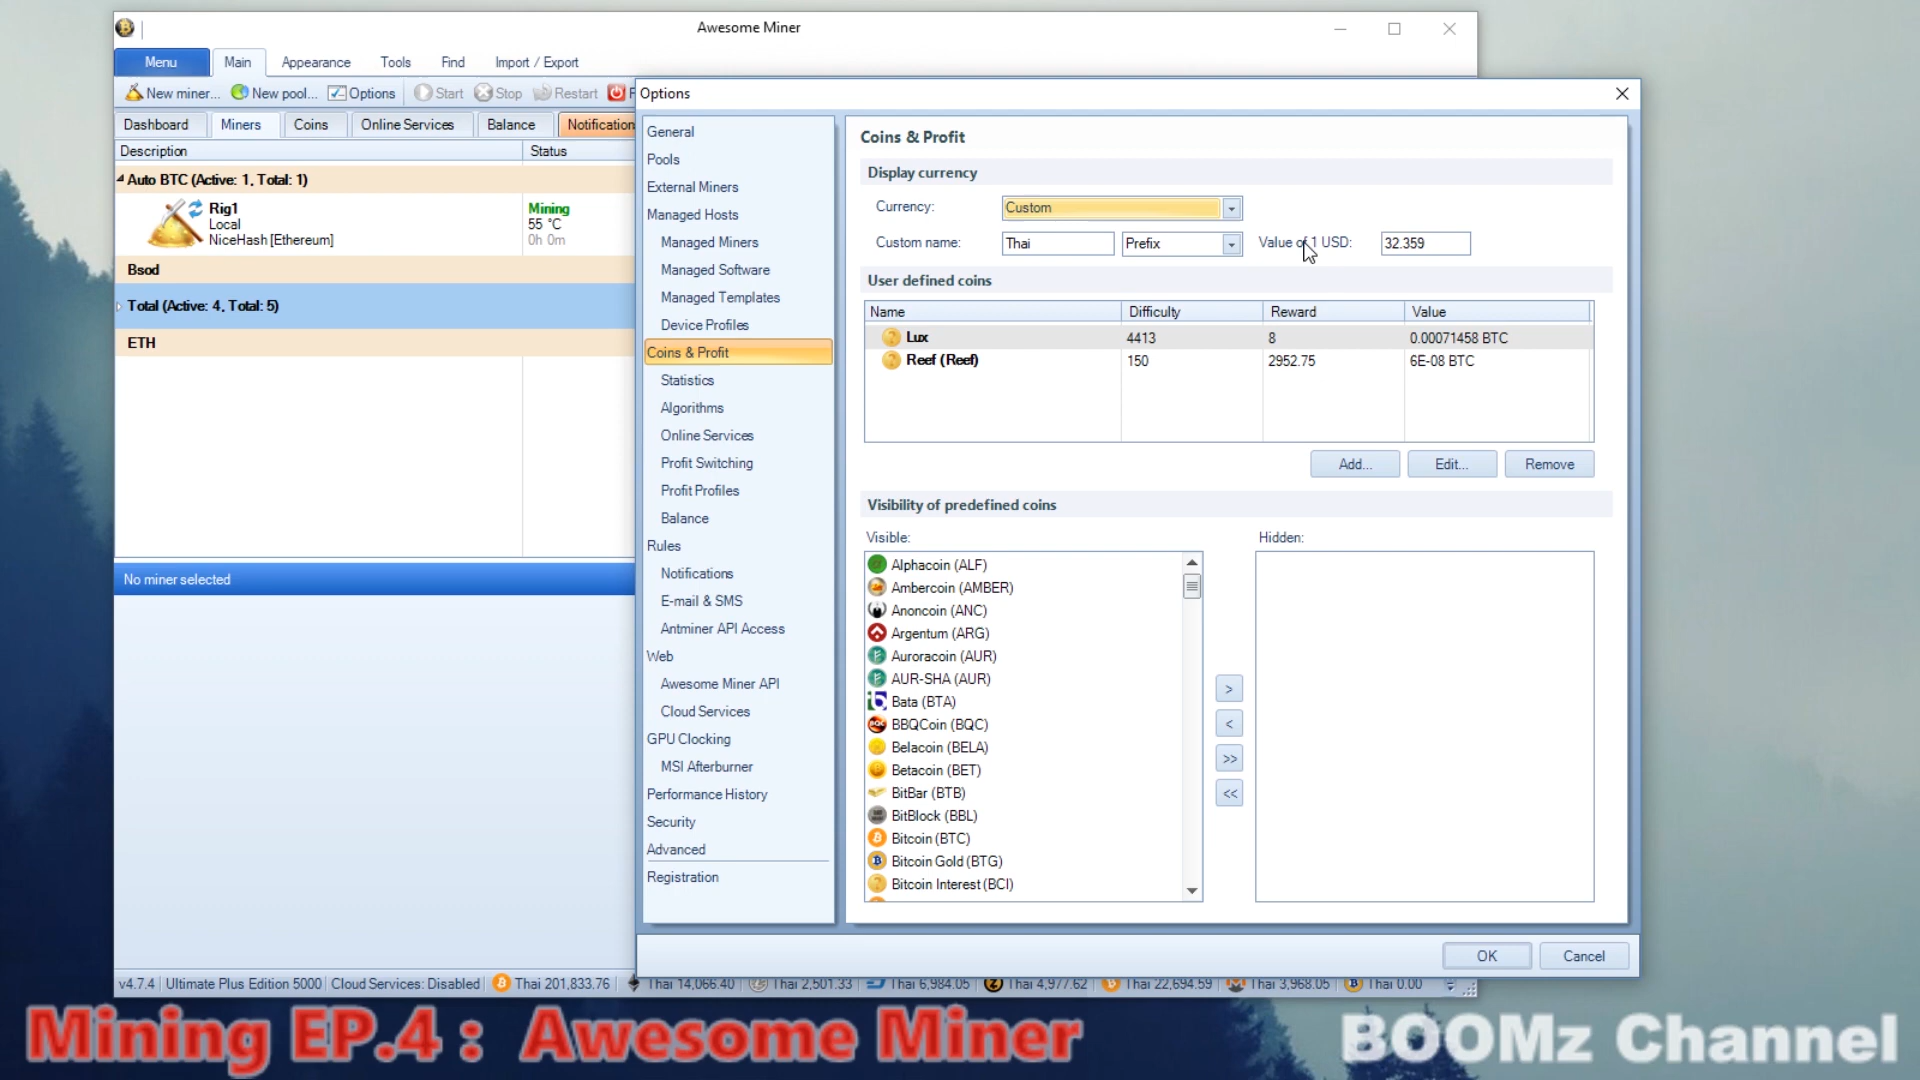 Awesome Miner
Menu Main Appearance Tools Find Import / Export
New miner... New pool... Options Start Stop Restart
Dashboard Miners Coins Online Services Balance Notification
Description Status
Auto BTC (Active: 1, Total: 1)
Rig1 Mining
Local 55 °C
NiceHash [Ethereum] 0h 0m
Bsod
Total (Active: 4, Total: 5)
ETH
No miner selected
Options
General
Pools
External Miners
Managed Hosts
Managed Miners
Managed Software
Managed Templates
Device Profiles
Coins & Profit
Statistics
Algorithms
Online Services
Profit Switching
Profit Profiles
Balance
Rules
Notifications
E-mail & SMS
Antminer API Access
Web
Awesome Miner API
Cloud Services
GPU Clocking
MSI Afterburner
Performance History
Security
Advanced
Registration
Coins & Profit
Display currency
Currency: Custom
Custom name: Thai Prefix Value of 1 USD: 32.359
User defined coins
Name Difficulty Reward Value
Lux 4413 8 0.00071458 BTC
Reef (Reef) 150 2952.75 6E-08 BTC
Add... Edit... Remove
Visibility of predefined coins
Visible: Hidden:
Alphacoin (ALF)
Ambercoin (AMBER)
Anoncoin (ANC)
Argentum (ARG)
Auroracoin (AUR)
AUR-SHA (AUR)
Bata (BTA)
BBQCoin (BQC)
Belacoin (BELA)
Betacoin (BET)
BitBar (BTB)
BitBlock (BBL)
Bitcoin (BTC)
Bitcoin Gold (BTG)
Bitcoin Interest (BCI)
>
<
>>
<<
OK Cancel
v4.7.4 Ultimate Plus Edition 5000 Cloud Services: Disabled Thai 201,833.76 Thai 14,066.40 Thai 2,501.33 Thai 6,984.05 Thai 4,977.62 Thai 22,694.59 Thai 3,968.05 Thai 0.00
Mining EP.4 : Awesome Miner BOOMz Channel